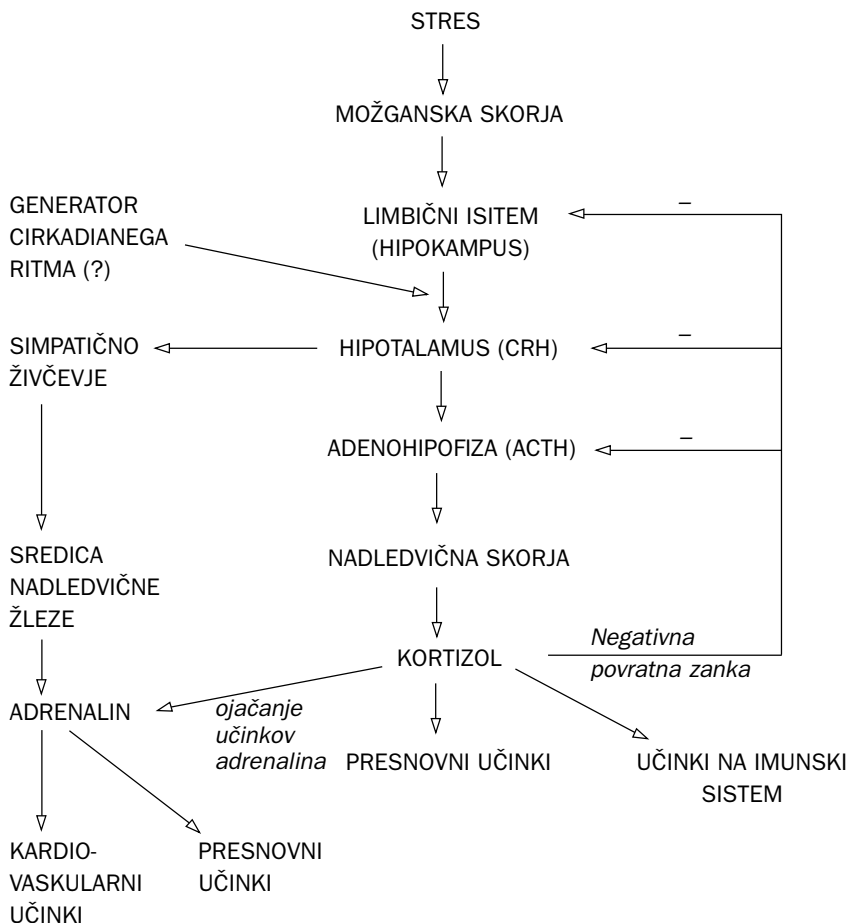 STRES
MOŽGANSKA SKORJA
GENERATOR
CIRKADIANEGA
RITMA (?)
LIMBIČNI ISITEM
(HIPOKAMPUS)
–
SIMPATIČNO
ŽIVČEVJE
HIPOTALAMUS (CRH)
–
ADENOHIPOFIZA (ACTH)
–
SREDICA
NADLEDVIČNE
ŽLEZE
NADLEDVIČNA SKORJA
KORTIZOL
Negativna
povratna zanka
ADRENALIN
ojačanje
učinkov
adrenalina
PRESNOVNI UČINKI
UČINKI NA IMUNSKI
SISTEM
KARDIO-
VASKULARNI
UČINKI
PRESNOVNI
UČINKI